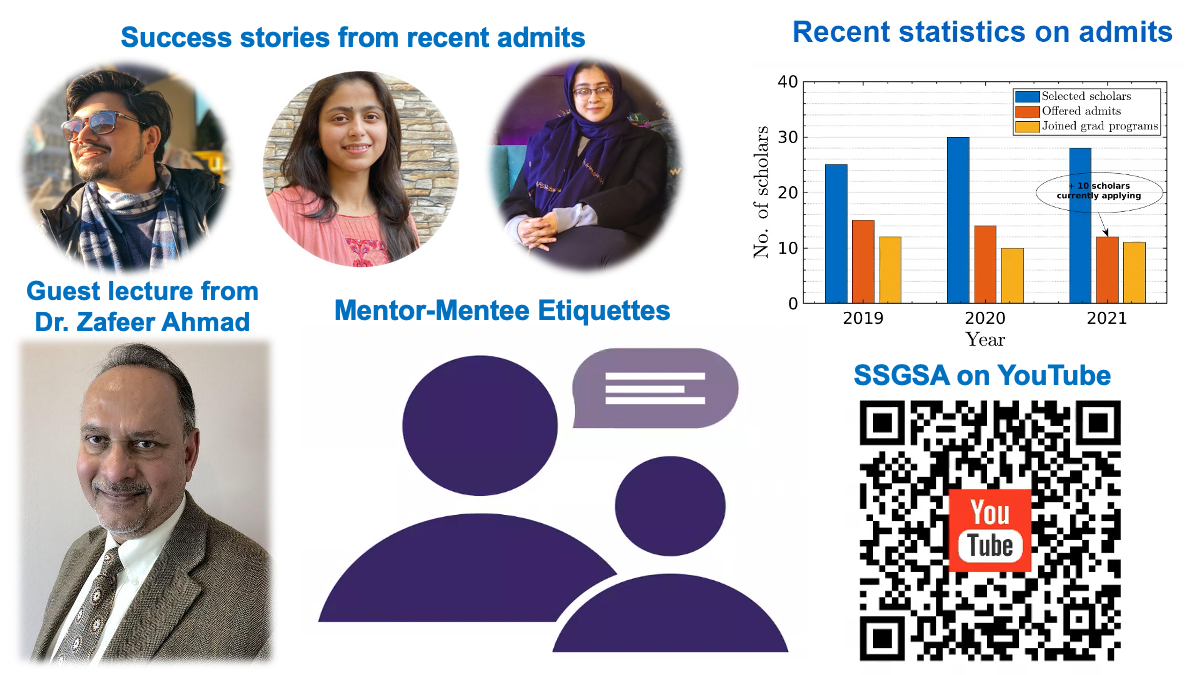 Success stories from recent admits
Recent statistics on admits
40
30
20
10
0
No. of scholars
Selected scholars
Offered admits
Joined grad programs
+ 10 scholars
currently applying
2019
2020
2021
Year
Guest lecture from
Dr. Zafeer Ahmad
Mentor-Mentee Etiquettes
SSGSA on YouTube
You
Tube